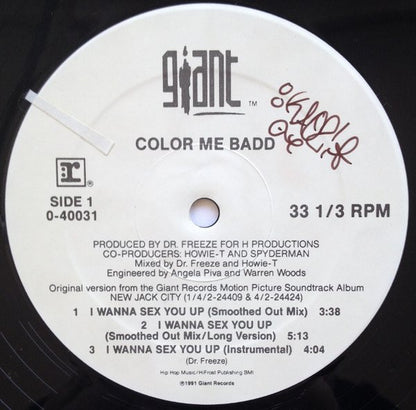 giant
TM
COLOR ME BADD
r
®
SIDE 1
0-40031
33 1/3 RPM
PRODUCED BY DR. FREEZE FOR H PRODUCTIONS
CO-PRODUCERS: HOWIE-T AND SPYDERMAN
Mixed by Dr. Freeze and Howie-T
Engineered by Angela Piva and Warren Woods
Original version from the Giant Records Motion Picture Soundtrack Album
NEW JACK CITY (1/4/2-24409 & 4/2-24424)
1 I WANNA SEX YOU UP (Smoothed Out Mix) 3:38
2 I WANNA SEX YOU UP
(Smoothed Out Mix/Long Version) 5:13
3 I WANNA SEX YOU UP (Instrumental) 4:04
(Dr. Freeze)
Hip Hop Music/HiFrost Publishing BMI
℗1991 Giant Records